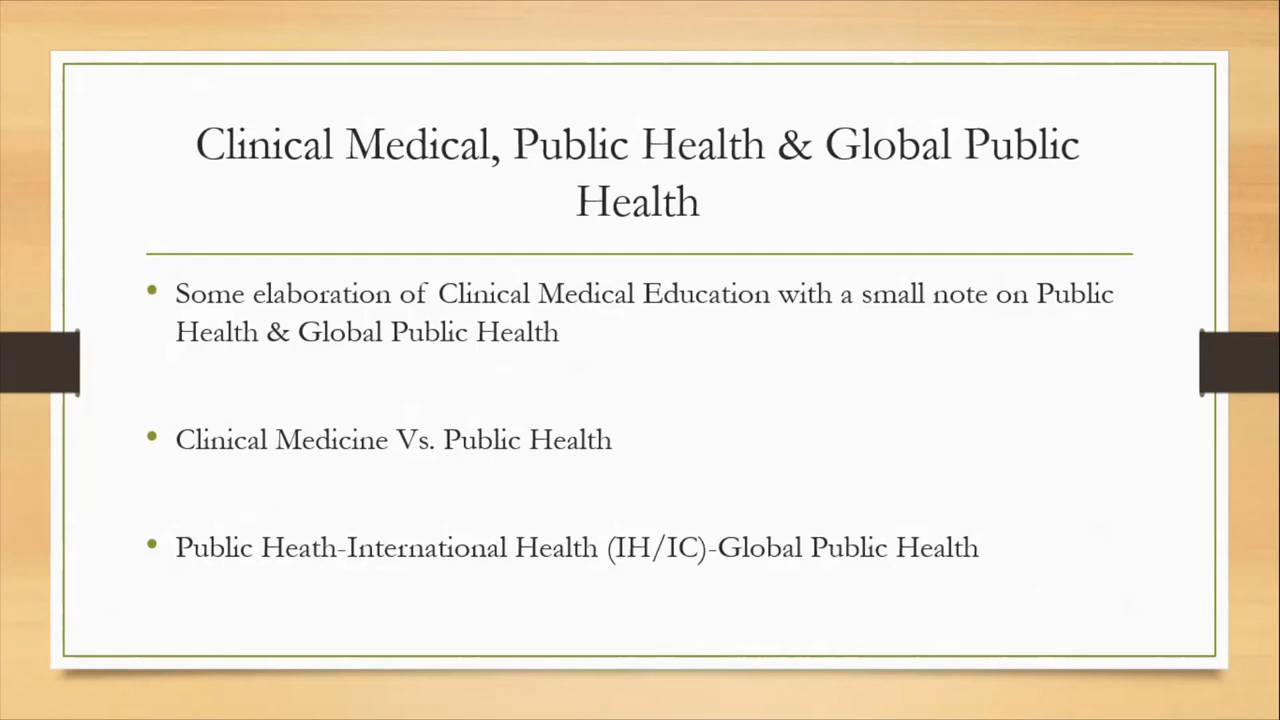 Clinical Medical, Public Health & Global Public
Health
• Some elaboration of Clinical Medical Education with a small note on Public
Health & Global Public Health
• Clinical Medicine Vs. Public Health
• Public Heath-International Health (IH/IC)-Global Public Health